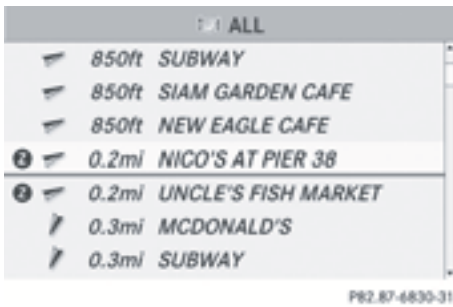 ALL
850ft SUBWAY
850ft SIAM GARDEN CAFE
850ft NEW EAGLE CAFE
Z 0.2mi NICO'S AT PIER 38
Z 0.2mi UNCLE'S FISH MARKET
0.3mi MCDONALD'S
0.3mi SUBWAY
P82.87-6830-31